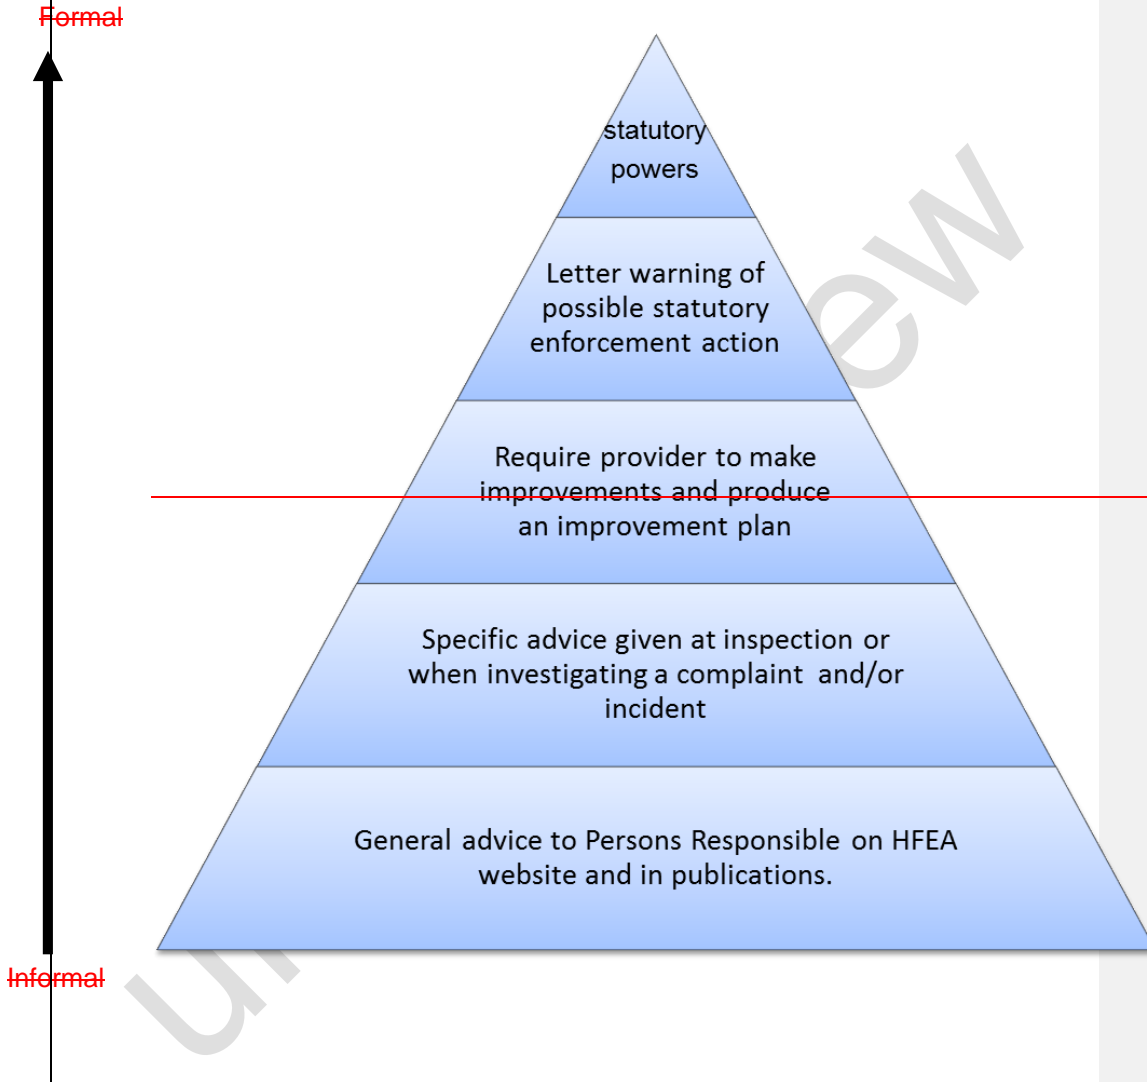 Formal
statutory
powers
Letter warning of
possible statutory
enforcement action
Require provider to make
improvements and produce
an improvement plan
Specific advice given at inspection or
when investigating a complaint and/or
incident
General advice to Persons Responsible on HFEA
website and in publications.
Informal